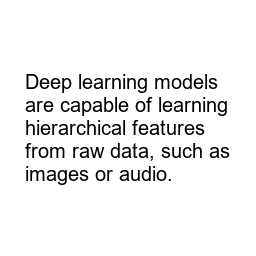 Deep learning models
are capable of learning
hierarchical features
from raw data, such as
images or audio.